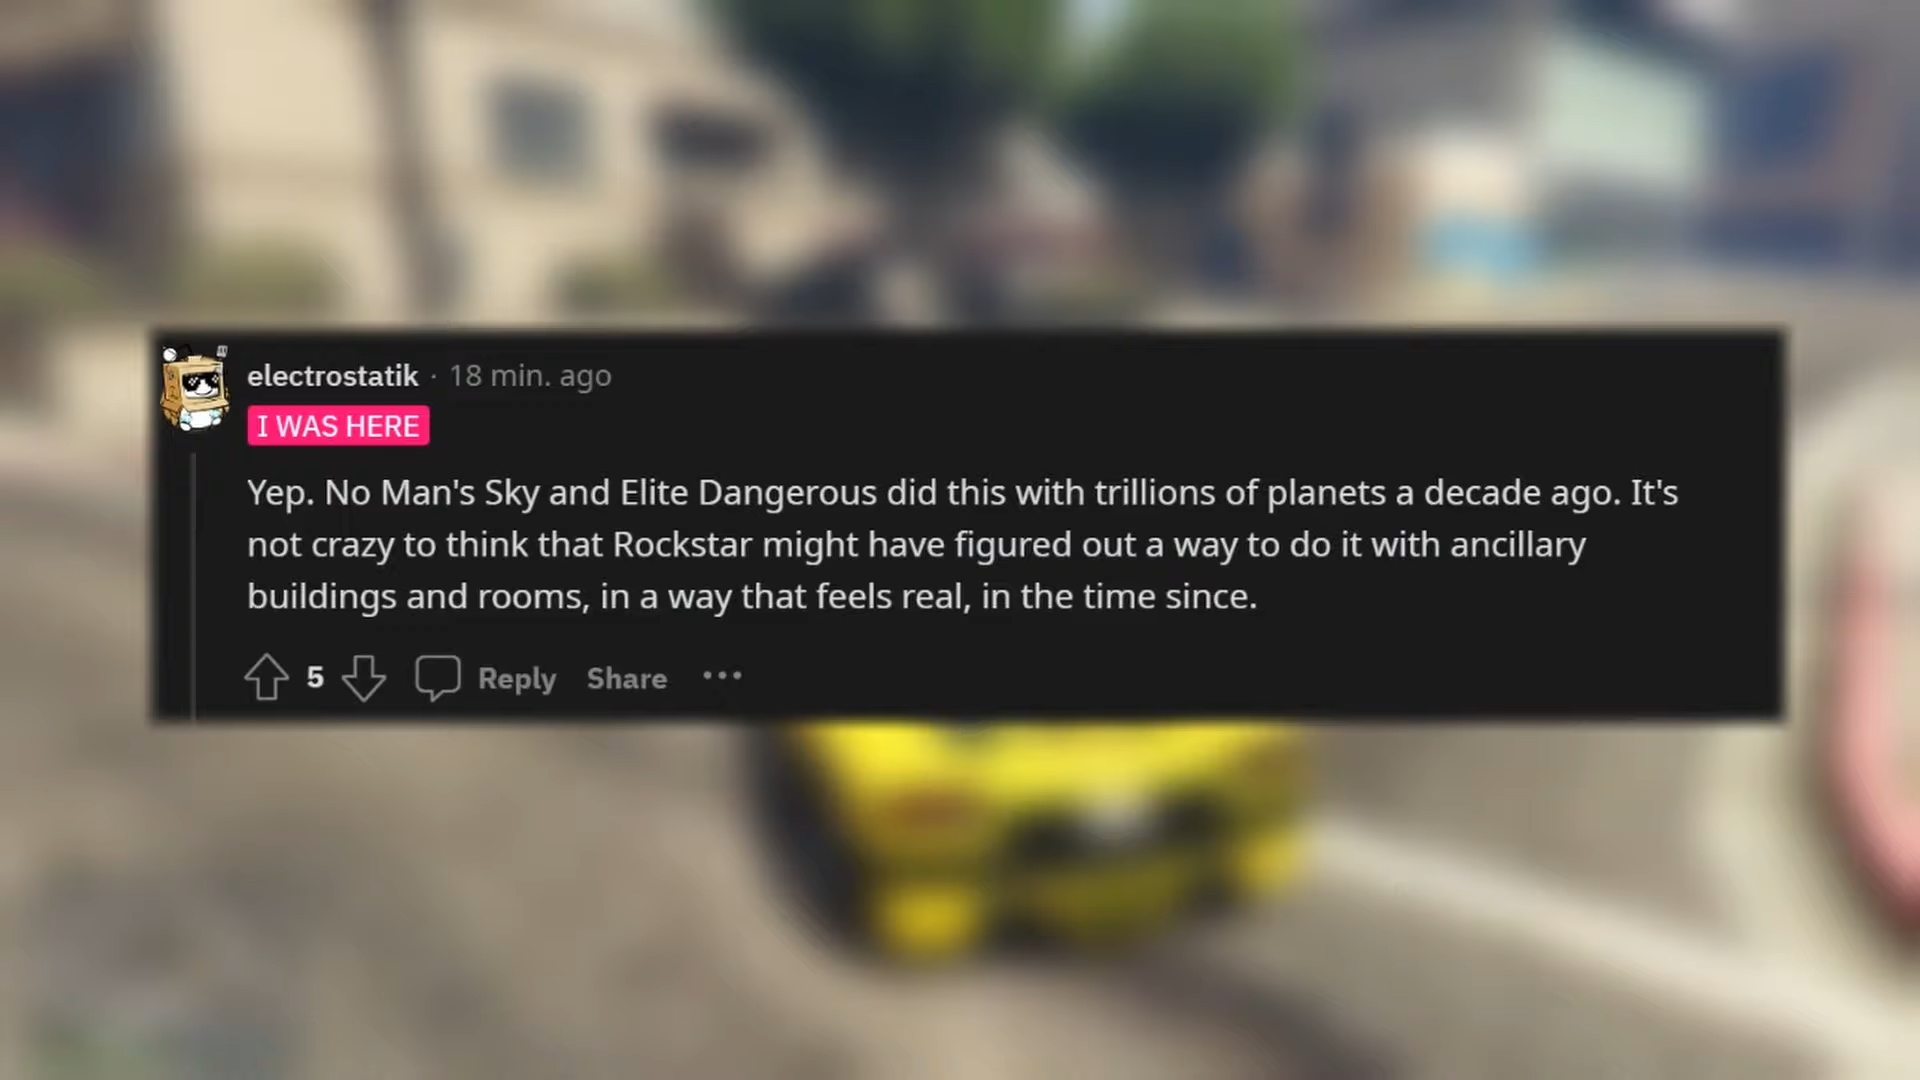 electrostatik · 18 min. ago
I WAS HERE
Yep. No Man's Sky and Elite Dangerous did this with trillions of planets a decade ago. It's
not crazy to think that Rockstar might have figured out a way to do it with ancillary
buildings and rooms, in a way that feels real, in the time since.
5 Reply Share ···